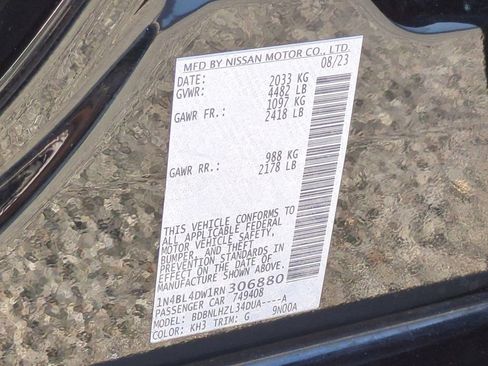 MFD BY NISSAN MOTOR CO., LTD.
DATE: 08/23
GVWR: 2033 KG
4482 LB
GAWR FR.: 1097 KG
2418 LB
GAWR RR.: 988 KG
2178 LB
THIS VEHICLE CONFORMS TO
ALL APPLICABLE FEDERAL
MOTOR VEHICLE SAFETY,
BUMPER, AND THEFT
PREVENTION STANDARDS IN
EFFECT ON THE DATE OF
MANUFACTURE SHOWN ABOVE.
1N4BL4DW1RN306880
PASSENGER CAR 749408
MODEL: BDBNLHZL34DUA----A
COLOR: KH3 TRIM: G 9N00A